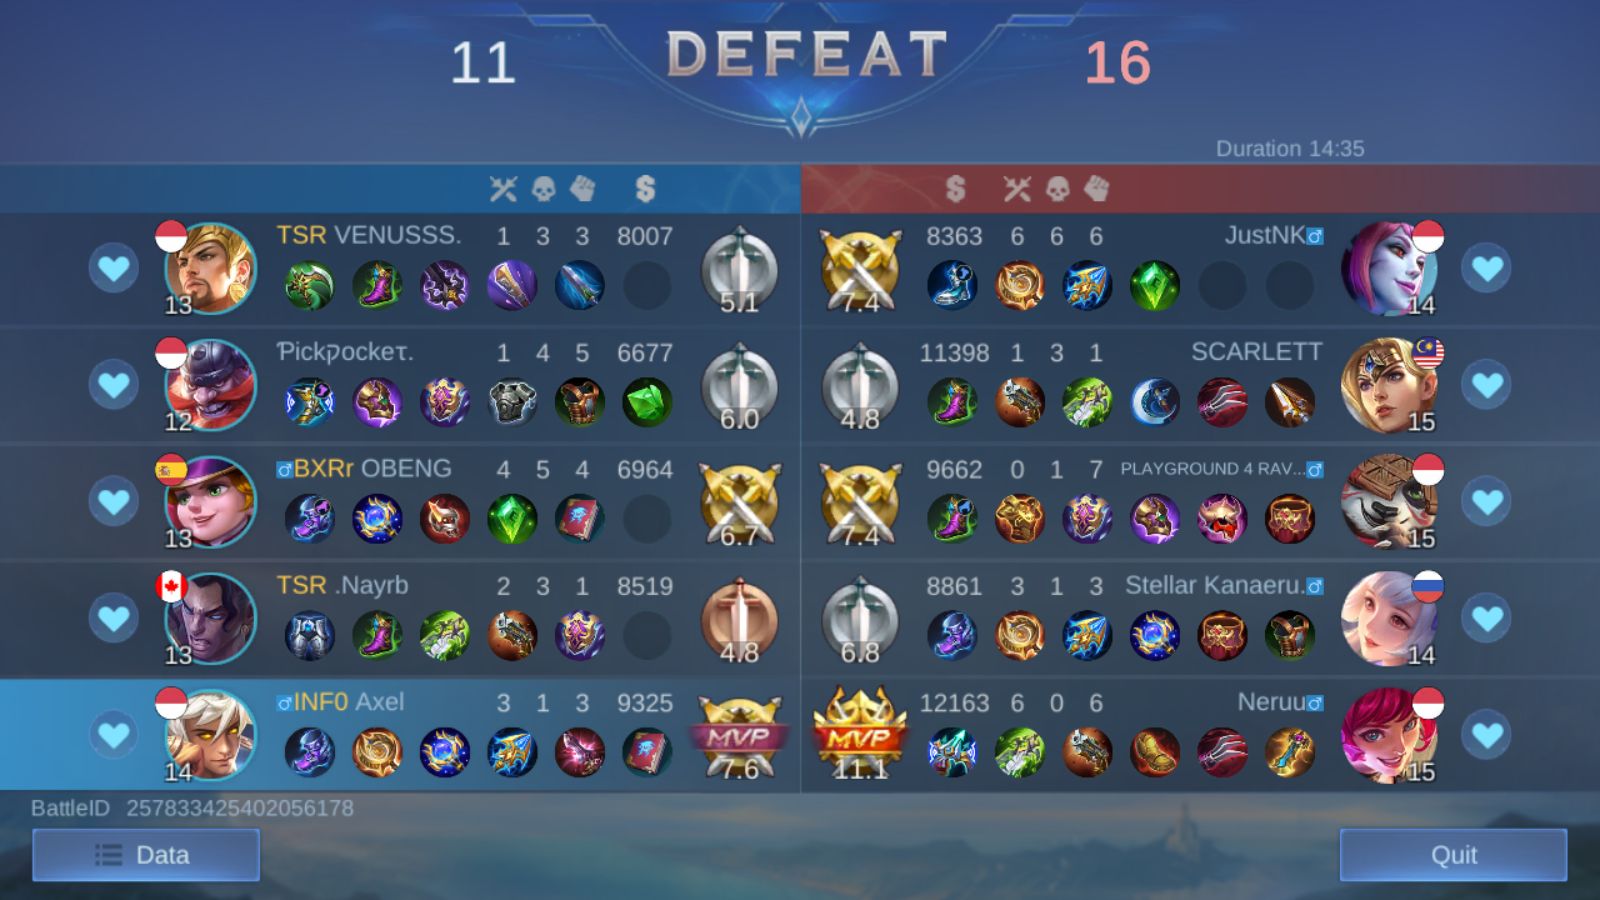 11 DEFEAT 16
Duration 14:35
TSR VENUSSS. 1 3 3 8007
13 5.1
8363 6 6 6 JustNK
7.4 14
Ƥickքocketт. 1 4 5 6677
12 6.0
11398 1 3 1 SCARLETT
4.8 15
BXRr OBENG 4 5 4 6964
13 6.7
9662 0 1 7 PLAYGROUND 4 RAV...
7.4 15
TSR .Nayrb 2 3 1 8519
13 4.8
8861 3 1 3 Stellar Kanaeru.
6.8 14
INF0 Axel 3 1 3 9325
14 MVP 7.6
12163 6 0 6 Neruu
MVP 11.1 15
BattleID 257833425402056178
Data
Quit